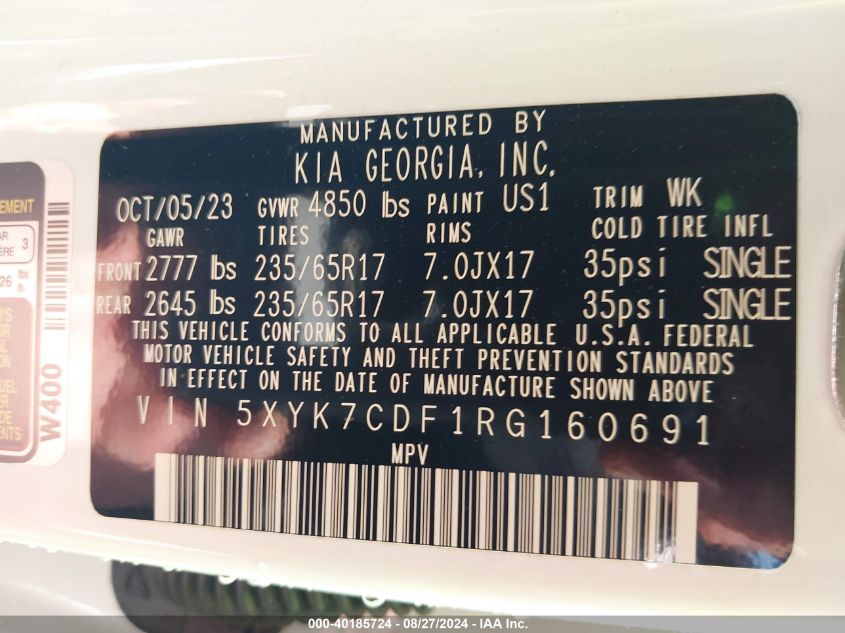 MANUFACTURED BY
KIA GEORGIA, INC.
OCT/05/23 GVWR 4850 lbs PAINT US1 TRIM WK
GAWR TIRES RIMS COLD TIRE INFL
FRONT 2777 lbs 235/65R17 7.0JX17 35psi SINGLE
REAR 2645 lbs 235/65R17 7.0JX17 35psi SINGLE
THIS VEHICLE CONFORMS TO ALL APPLICABLE U.S.A. FEDERAL
MOTOR VEHICLE SAFETY AND THEFT PREVENTION STANDARDS
IN EFFECT ON THE DATE OF MANUFACTURE SHOWN ABOVE
VIN 5XYK7CDF1RG160691
MPV
W400
000-40185724 - 08/27/2024 - IAA Inc.